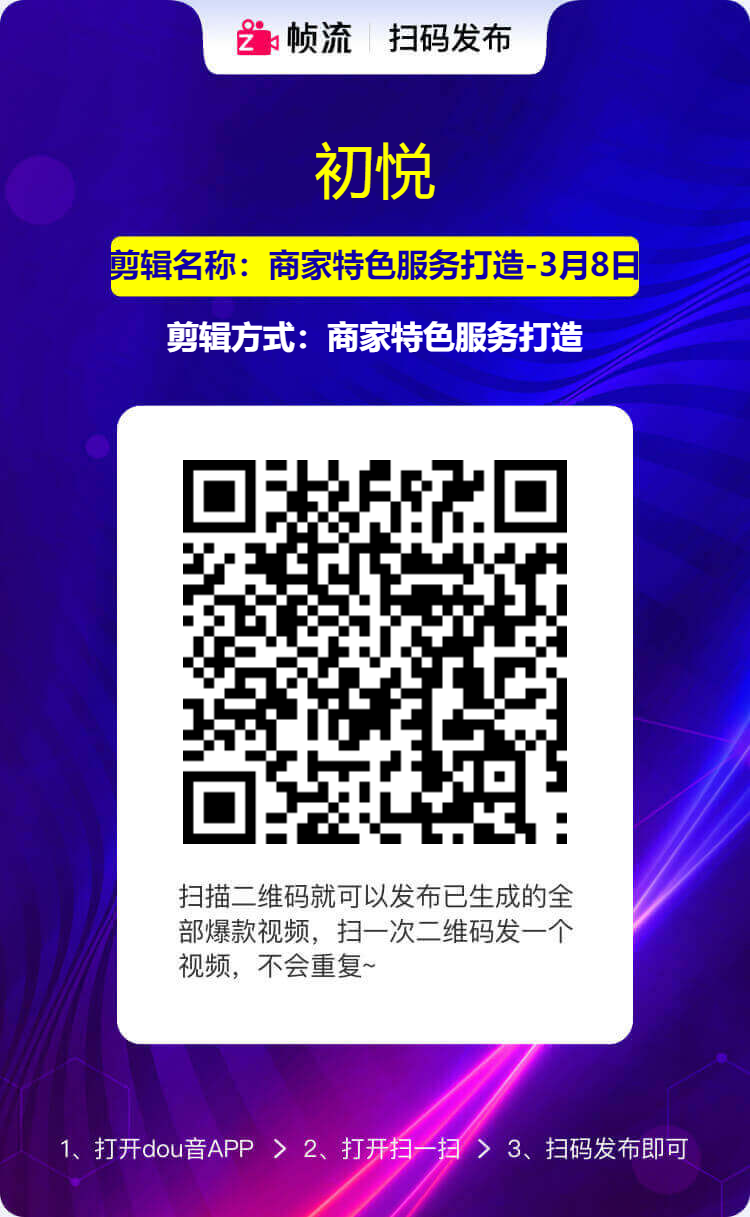 帧流 扫码发布
初悦
剪辑名称：商家特色服务打造-3月8日
剪辑方式：商家特色服务打造
扫描二维码就可以发布已生成的全
部爆款视频，扫一次二维码发一个
视频，不会重复~
1、打开dou音APP > 2、打开扫一扫 > 3、扫码发布即可